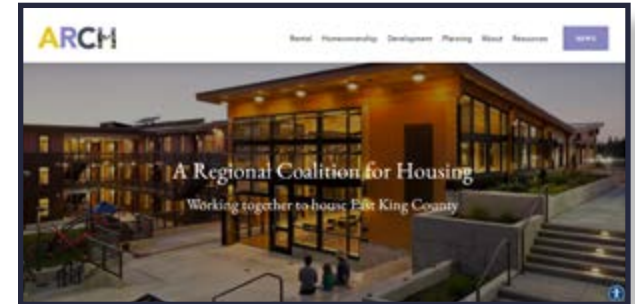 ARCH
Rental Homeownership Development Planning About Resources NEWS
A Regional Coalition for Housing
Working together to house East King County